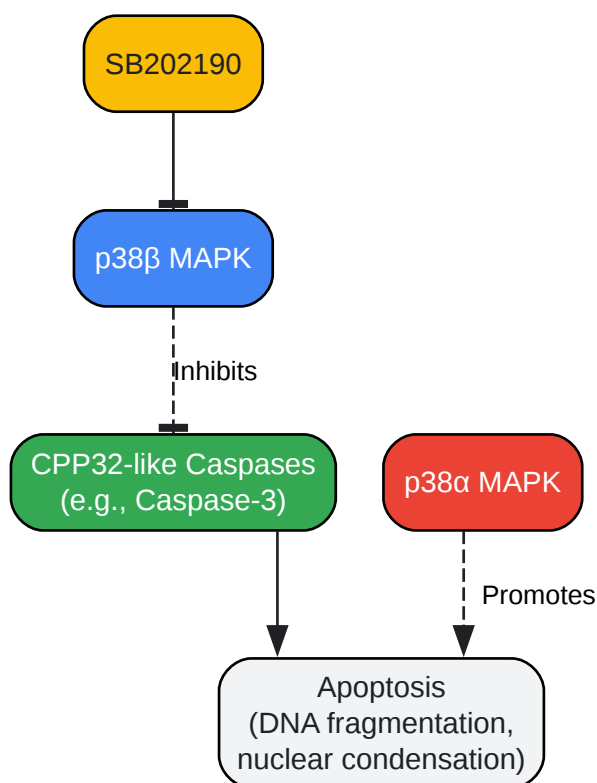 SB202190
p38β MAPK
Inhibits
CPP32-like Caspases
(e.g., Caspase-3)
p38α MAPK
Promotes
Apoptosis
(DNA fragmentation,
nuclear condensation)